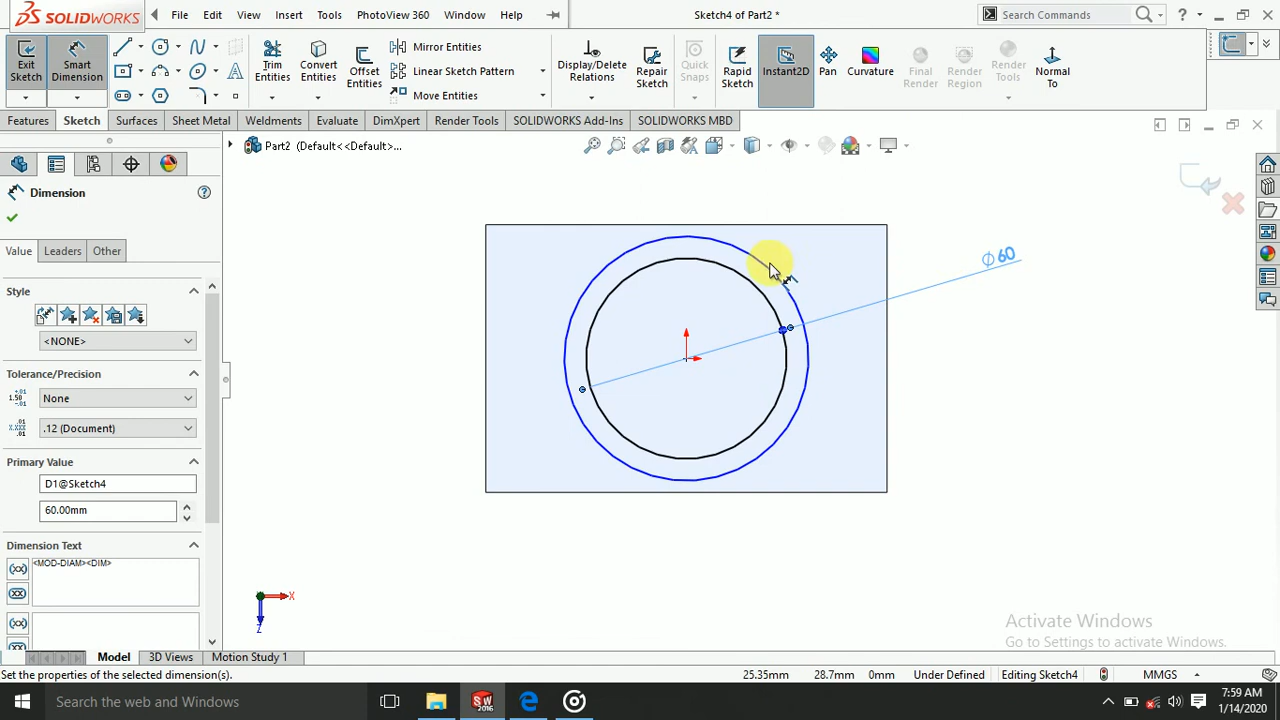 SOLIDWORKS File Edit View Insert Tools PhotoView 360 Window Help Sketch4 of Part2 * Search Commands ?
Exit Sketch Smart Dimension Trim Entities Convert Entities Offset Entities Mirror Entities Linear Sketch Pattern Move Entities Display/Delete Relations Repair Sketch Quick Snaps Rapid Sketch Instant2D Pan Curvature Final Render Render Region Render Tools Normal To
Features Sketch Surfaces Sheet Metal Weldments Evaluate DimXpert Render Tools SOLIDWORKS Add-Ins SOLIDWORKS MBD
Part2 (Default<<Default>...
Dimension
Value Leaders Other
Style
<NONE>
Tolerance/Precision
None
.12 (Document)
Primary Value
D1@Sketch4
60.00mm
Dimension Text
<MOD-DIAM><DIM>
∅60
X
Z
Activate Windows
Go to Settings to activate Windows.
Model 3D Views Motion Study 1
Set the properties of the selected dimension(s). 25.35mm 28.7mm 0mm Under Defined Editing Sketch4 MMGS
Search the web and Windows
SW 2016
7:59 AM
1/14/2020